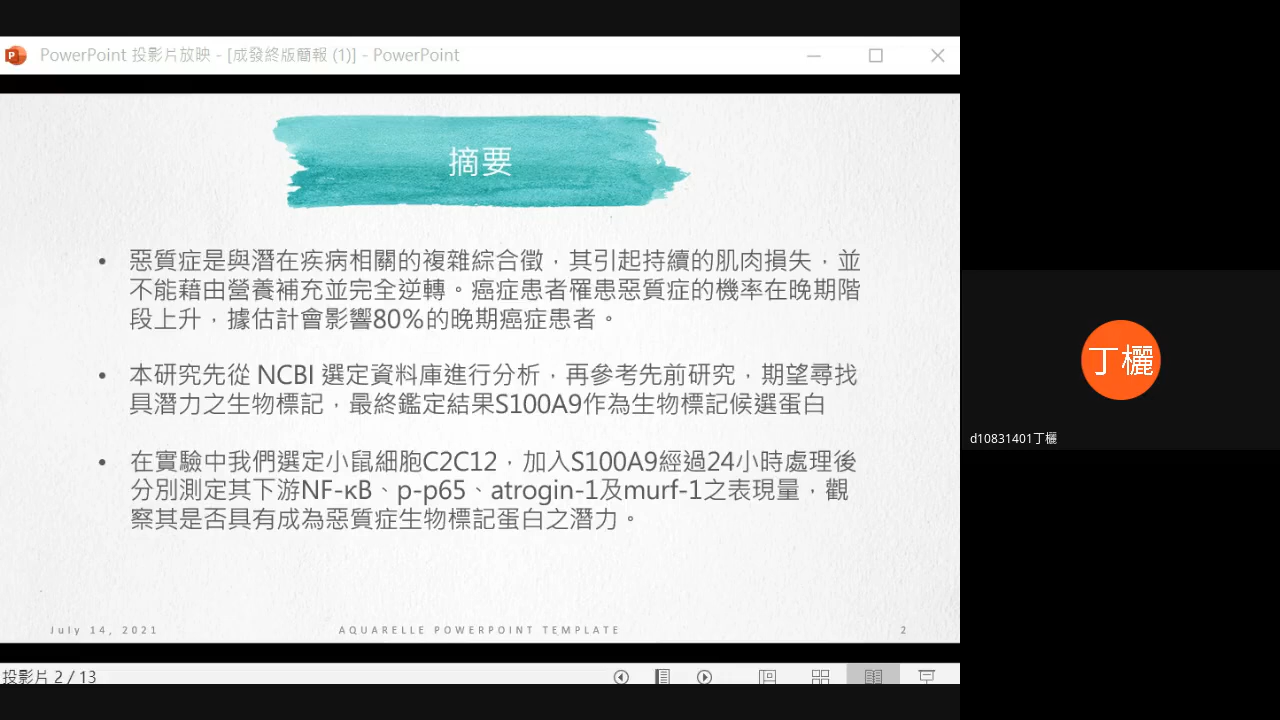 PowerPoint 投影片放映 - [成發終版簡報 (1)] - PowerPoint
摘要
• 惡質症是與潛在疾病相關的複雜綜合徵，其引起持續的肌肉損失，並
不能藉由營養補充並完全逆轉。癌症患者罹患惡質症的機率在晚期階
段上升，據估計會影響80%的晚期癌症患者。
• 本研究先從 NCBI 選定資料庫進行分析，再參考先前研究，期望尋找
具潛力之生物標記，最終鑑定結果S100A9作為生物標記候選蛋白
• 在實驗中我們選定小鼠細胞C2C12，加入S100A9經過24小時處理後
分別測定其下游NF-κB、p-p65、atrogin-1及murf-1之表現量，觀
察其是否具有成為惡質症生物標記蛋白之潛力。
July 14, 2021
AQUARELLE POWERPOINT TEMPLATE
2
投影片 2 / 13
丁欐
d10831401丁欐